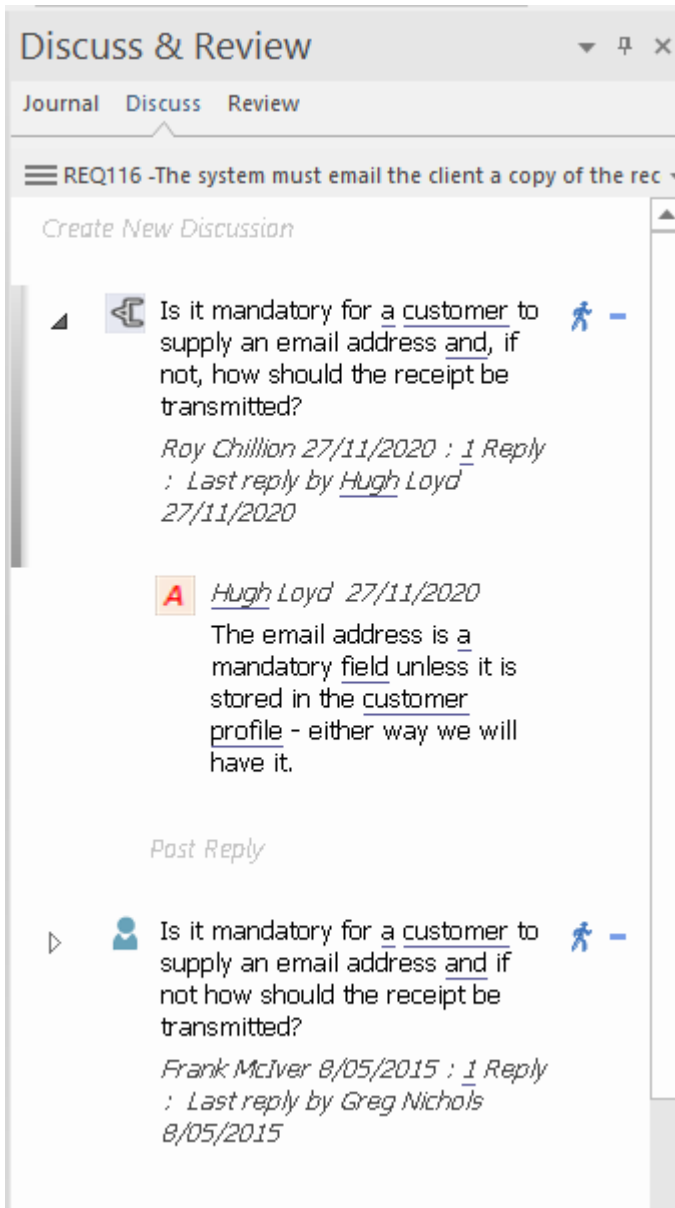 Discuss & Review
Journal Discuss Review
REQ116 -The system must email the client a copy of the rec
Create New Discussion
Is it mandatory for a customer to
supply an email address and, if
not, how should the receipt be
transmitted?
Roy Chillion 27/11/2020 : 1 Reply
: Last reply by Hugh Loyd
27/11/2020
A Hugh Loyd 27/11/2020
The email address is a
mandatory field unless it is
stored in the customer
profile - either way we will
have it.
Post Reply
Is it mandatory for a customer to
supply an email address and if
not how should the receipt be
transmitted?
Frank McIver 8/05/2015 : 1 Reply
: Last reply by Greg Nichols
8/05/2015